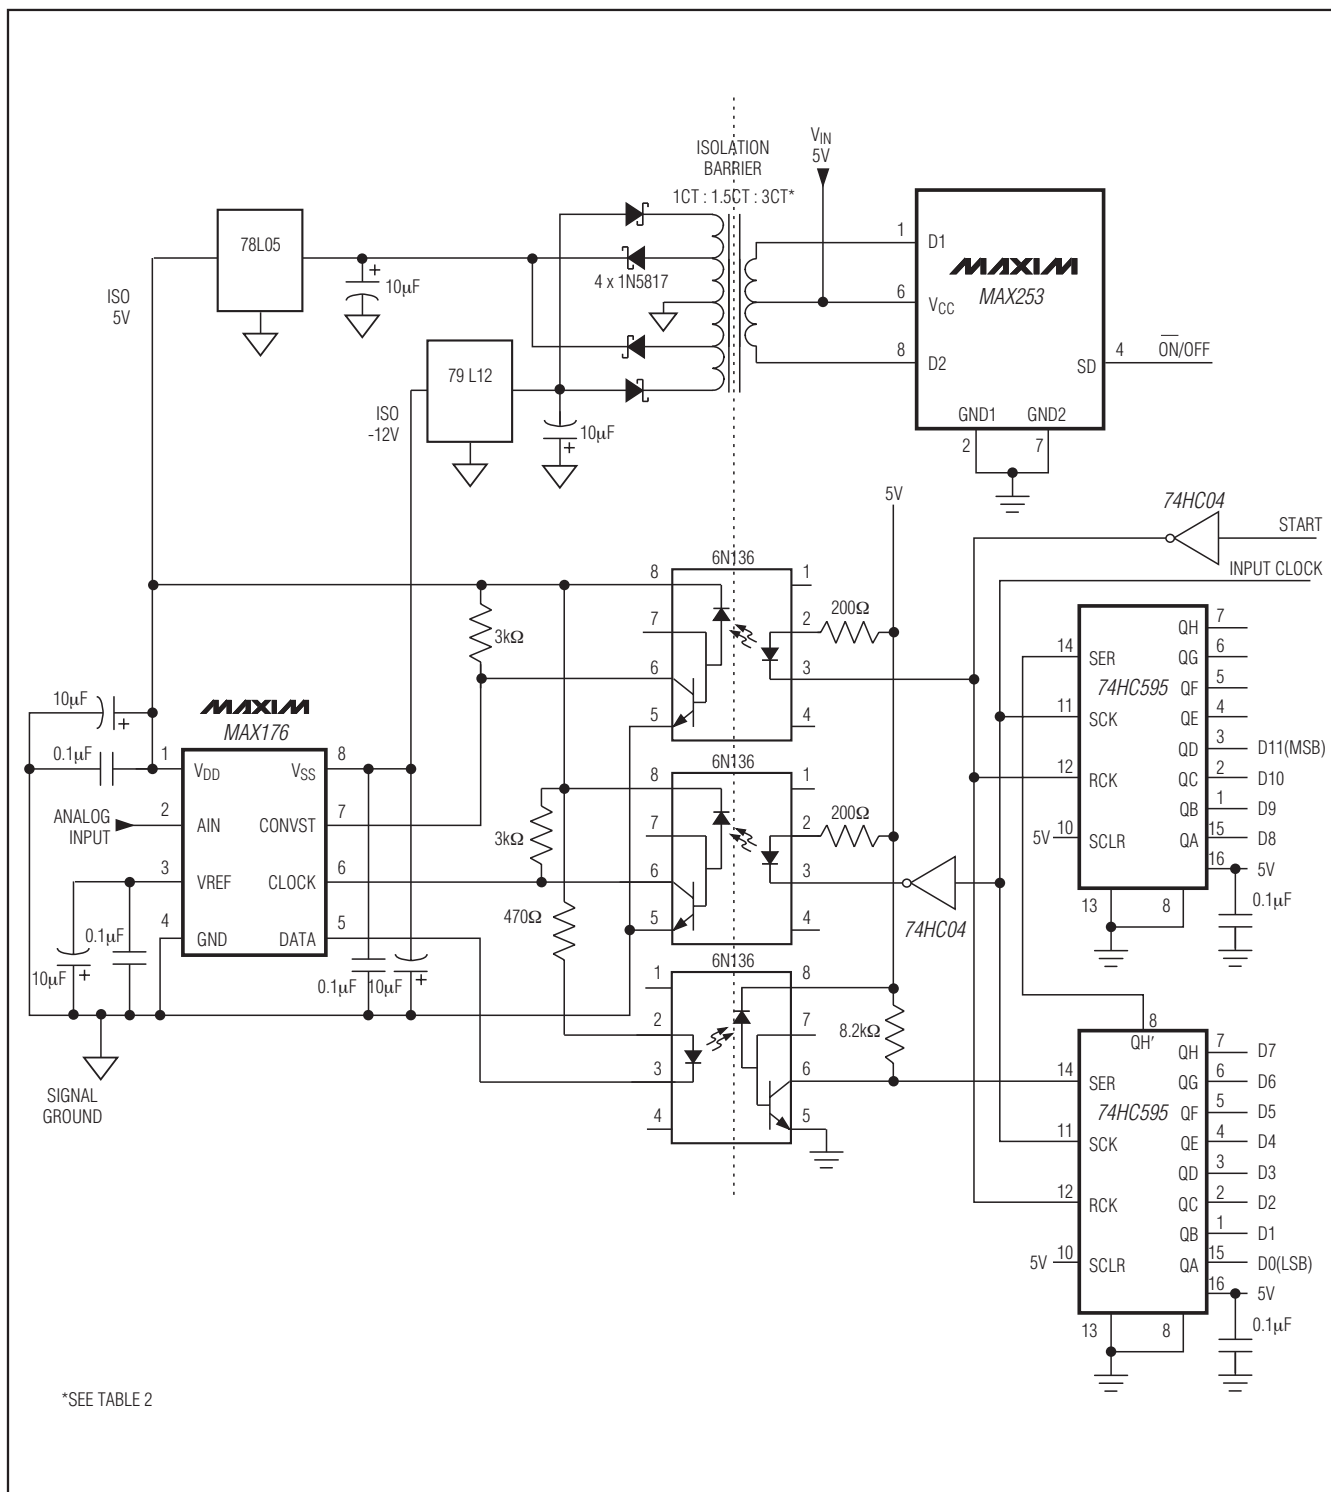 ISOLATION
BARRIER
1CT : 1.5CT : 3CT*
VIN
5V
78L05
ISO
5V
10µF
+
4 x 1N5817
79 L12
ISO
-12V
10µF
+
1
D1
MAXIM
MAX253
6
VCC
8
D2
SD
4
ON/OFF
GND1
GND2
2
7
5V
74HC04
START
INPUT CLOCK
6N136
8
7
6
5
1
2
3
4
200Ω
3kΩ
14
SER
11
SCK
12
RCK
5V
10
SCLR
74HC595
QH
7
QG
6
QF
5
QE
4
QD
3
D11(MSB)
QC
2
D10
QB
1
D9
QA
15
D8
16
5V
13
8
0.1µF
10µF
+
0.1µF
MAXIM
MAX176
1
VDD
VSS
8
ANALOG
INPUT
2
AIN
CONVST
7
3
VREF
CLOCK
6
4
GND
DATA
5
10µF
+
0.1µF
0.1µF
10µF
+
SIGNAL
GROUND
6N136
8
7
6
5
1
2
3
4
200Ω
3kΩ
470Ω
74HC04
6N136
1
2
3
4
8
7
6
5
8.2kΩ
8
QH'
14
SER
11
SCK
12
RCK
5V
10
SCLR
74HC595
QH
7
D7
QG
6
D6
QF
5
D5
QE
4
D4
QD
3
D3
QC
2
D2
QB
1
D1
QA
15
D0(LSB)
16
5V
13
8
0.1µF
*SEE TABLE 2